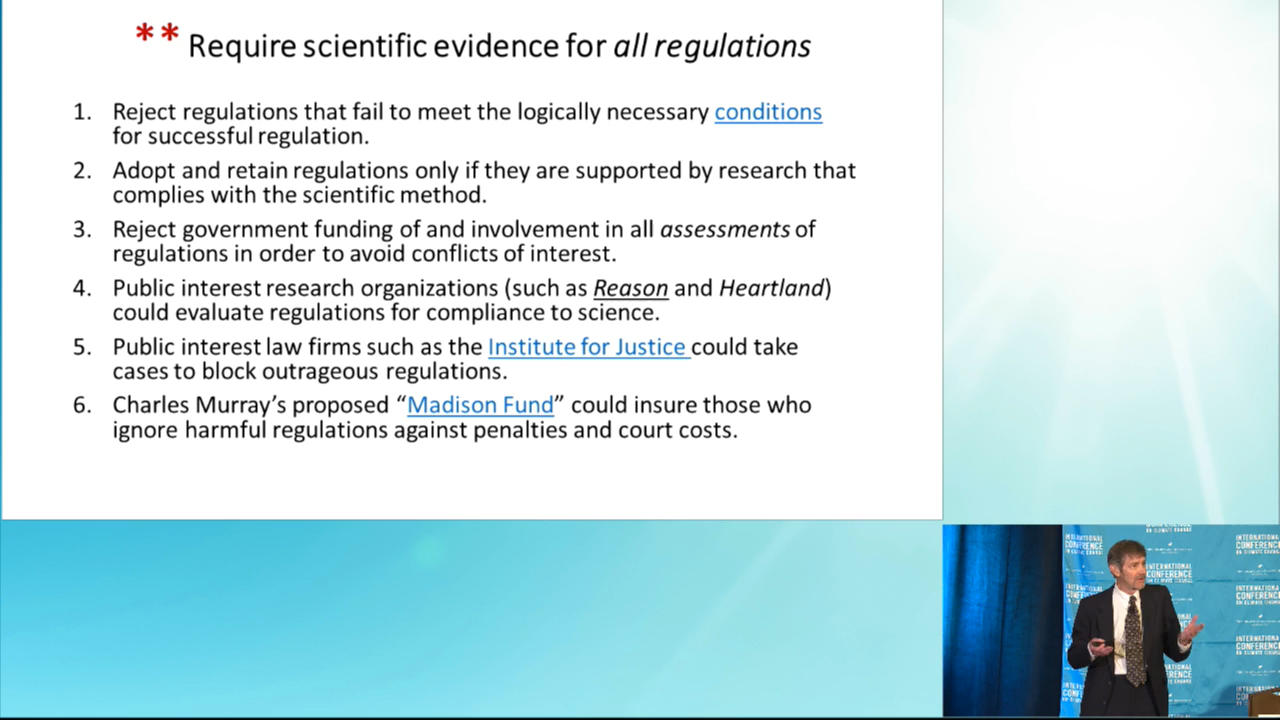 ** Require scientific evidence for all regulations
1. Reject regulations that fail to meet the logically necessary conditions
for successful regulation.
2. Adopt and retain regulations only if they are supported by research that
complies with the scientific method.
3. Reject government funding of and involvement in all assessments of
regulations in order to avoid conflicts of interest.
4. Public interest research organizations (such as Reason and Heartland)
could evaluate regulations for compliance to science.
5. Public interest law firms such as the Institute for Justice could take
cases to block outrageous regulations.
6. Charles Murray's proposed “Madison Fund” could insure those who
ignore harmful regulations against penalties and court costs.
INTERNATIONAL
CONFERENCE
ON CLIMATE CHANGE